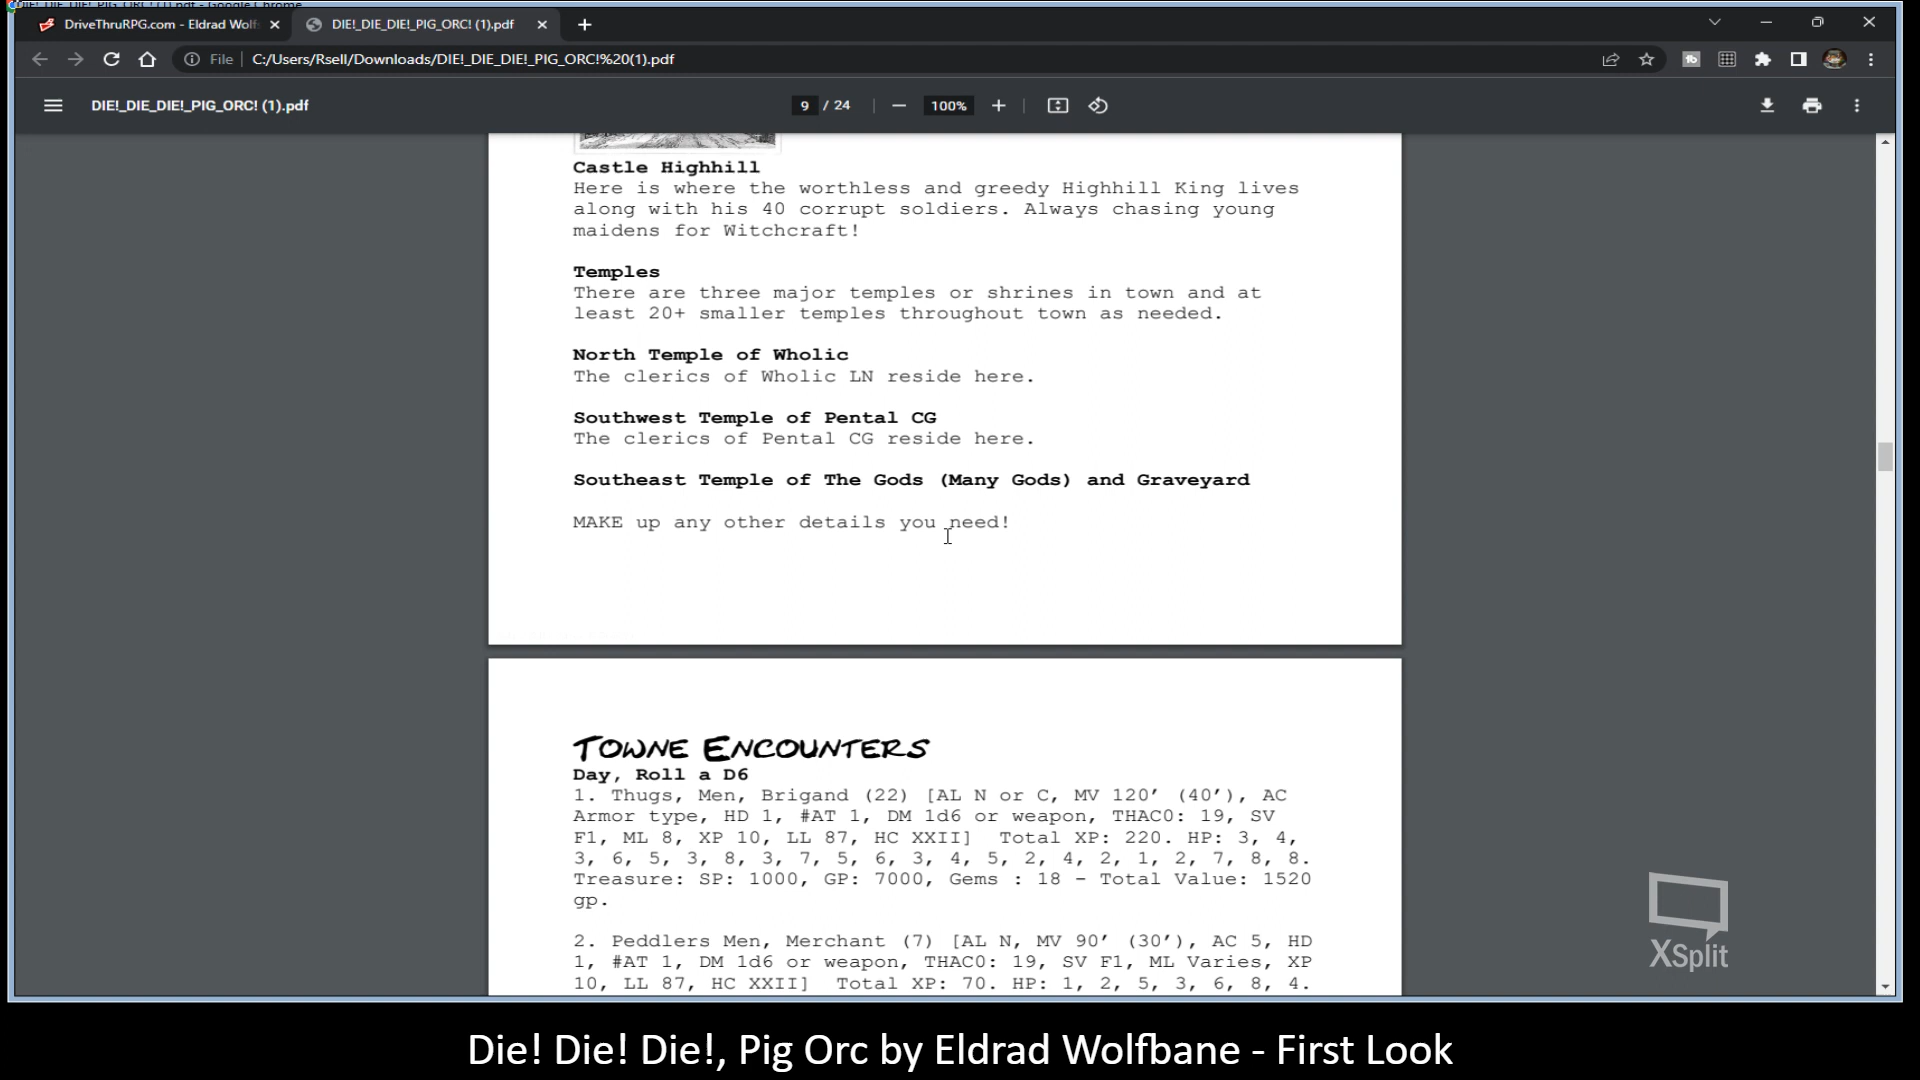 DriveThruRPG.com - Eldrad Wolf
DIE!_DIE_DIE!_PIG_ORC! (1).pdf
File
C:/Users/Rsell/Downloads/DIE!_DIE_DIE!_PIG_ORC!%20(1).pdf
DIE!_DIE_DIE!_PIG_ORC! (1).pdf
9 / 24
100%
Castle Highhill
Here is where the worthless and greedy Highhill King lives
along with his 40 corrupt soldiers. Always chasing young
maidens for Witchcraft!
Temples
There are three major temples or shrines in town and at
least 20+ smaller temples throughout town as needed.
North Temple of Wholic
The clerics of Wholic LN reside here.
Southwest Temple of Pental CG
The clerics of Pental CG reside here.
Southeast Temple of The Gods (Many Gods) and Graveyard
MAKE up any other details you need!
Towne Encounters
Day, Roll a D6
1. Thugs, Men, Brigand (22) [AL N or C, MV 120’ (40’), AC
Armor type, HD 1, #AT 1, DM 1d6 or weapon, THAC0: 19, SV
F1, ML 8, XP 10, LL 87, HC XXII]  Total XP: 220. HP: 3, 4,
3, 6, 5, 3, 8, 3, 7, 5, 6, 3, 4, 5, 2, 4, 2, 1, 2, 7, 8, 8.
Treasure: SP: 1000, GP: 7000, Gems : 18 – Total Value: 1520
gp.
2. Peddlers Men, Merchant (7) [AL N, MV 90’ (30’), AC 5, HD
1, #AT 1, DM 1d6 or weapon, THAC0: 19, SV F1, ML Varies, XP
10, LL 87, HC XXII]  Total XP: 70. HP: 1, 2, 5, 3, 6, 8, 4.
XSplit
Die! Die! Die!, Pig Orc by Eldrad Wolfbane - First Look